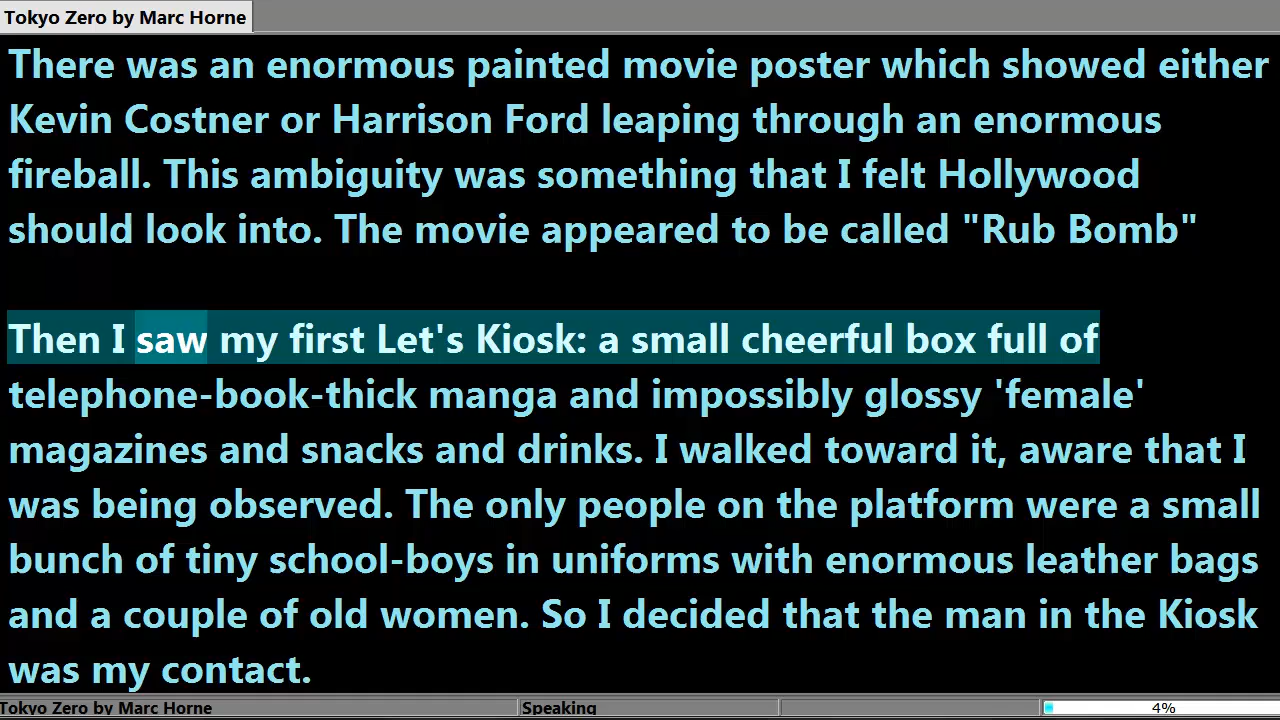 Tokyo Zero by Marc Horne
There was an enormous painted movie poster which showed either
Kevin Costner or Harrison Ford leaping through an enormous
fireball. This ambiguity was something that I felt Hollywood
should look into. The movie appeared to be called "Rub Bomb"
Then I saw my first Let's Kiosk: a small cheerful box full of
telephone-book-thick manga and impossibly glossy 'female'
magazines and snacks and drinks. I walked toward it, aware that I
was being observed. The only people on the platform were a small
bunch of tiny school-boys in uniforms with enormous leather bags
and a couple of old women. So I decided that the man in the Kiosk
was my contact.
Tokyo Zero by Marc Horne Speaking 4%